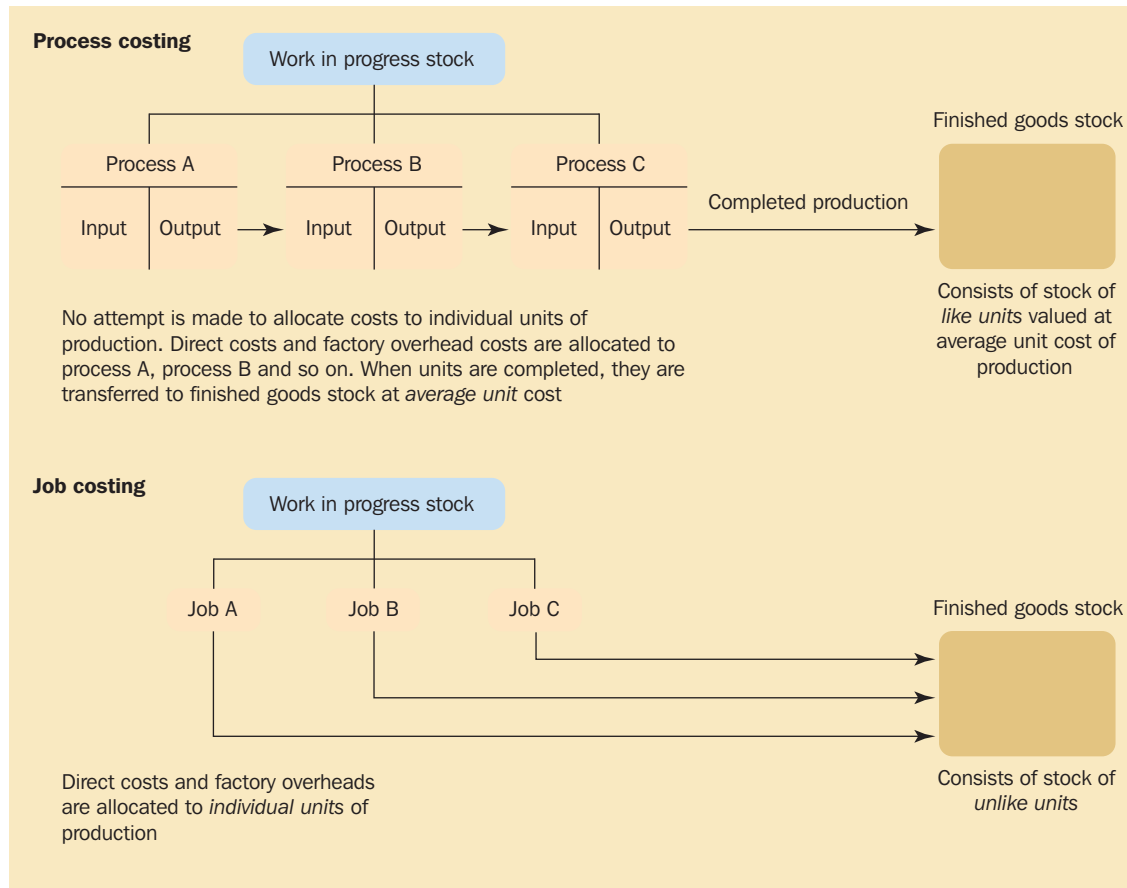 Process costing
Work in progress stock
Finished goods stock
Process A
Process B
Process C
Completed production
Input
Output
Input
Output
Input
Output
Consists of stock of
like units valued at
average unit cost of
production
No attempt is made to allocate costs to individual units of
production. Direct costs and factory overhead costs are allocated to
process A, process B and so on. When units are completed, they are
transferred to finished goods stock at average unit cost
Job costing
Work in progress stock
Job A
Job B
Job C
Finished goods stock
Direct costs and factory overheads
are allocated to individual units of
production
Consists of stock of
unlike units